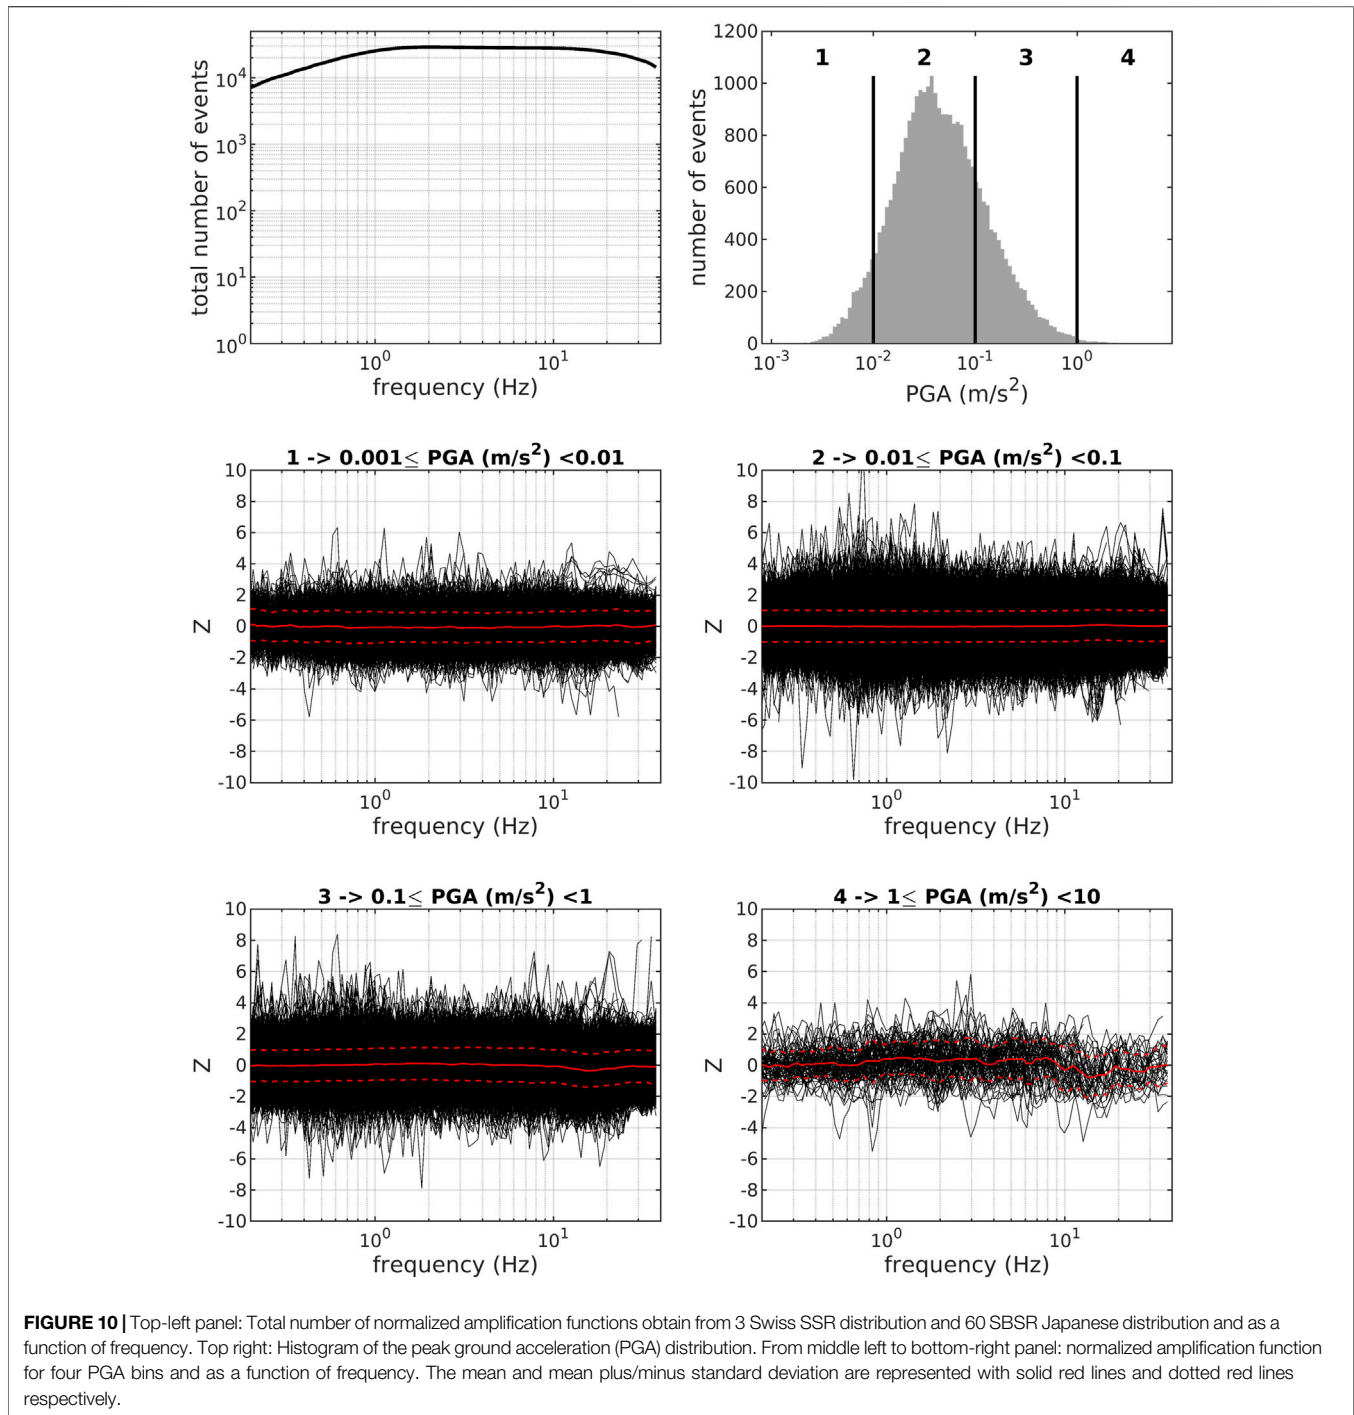 total number of events
10^4
10^3
10^2
10^1
10^0
10^0 10^1
frequency (Hz)
number of events
1200
1000
800
600
400
200
0
1 2 3 4
10^-3 10^-2 10^-1 10^0
PGA (m/s^2)
1 -> 0.001≤ PGA (m/s^2) <0.01
Z
10
8
6
4
2
0
-2
-4
-6
-8
-10
10^0 10^1
frequency (Hz)
2 -> 0.01≤ PGA (m/s^2) <0.1
Z
10
8
6
4
2
0
-2
-4
-6
-8
-10
10^0 10^1
frequency (Hz)
3 -> 0.1≤ PGA (m/s^2) <1
Z
10
8
6
4
2
0
-2
-4
-6
-8
-10
10^0 10^1
frequency (Hz)
4 -> 1≤ PGA (m/s^2) <10
Z
10
8
6
4
2
0
-2
-4
-6
-8
-10
10^0 10^1
frequency (Hz)
FIGURE 10 | Top-left panel: Total number of normalized amplification functions obtain from 3 Swiss SSR distribution and 60 SBSR Japanese distribution and as a
function of frequency. Top right: Histogram of the peak ground acceleration (PGA) distribution. From middle left to bottom-right panel: normalized amplification function
for four PGA bins and as a function of frequency. The mean and mean plus/minus standard deviation are represented with solid red lines and dotted red lines
respectively.